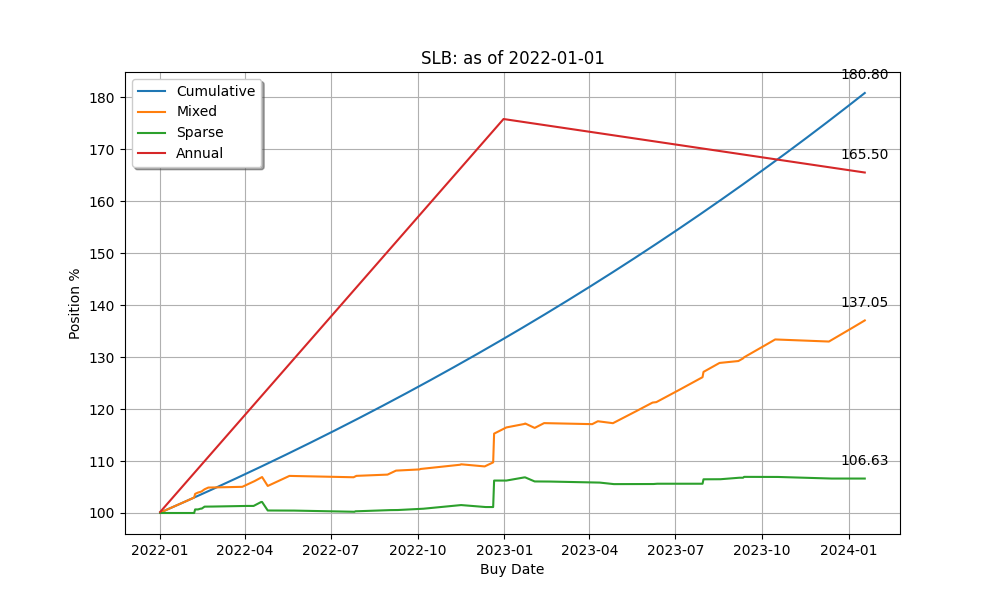 SLB: as of 2022-01-01
Cumulative
Mixed
Sparse
Annual
180.80
165.50
137.05
106.63
Position %
180
170
160
150
140
130
120
110
100
2022-01 2022-04 2022-07 2022-10 2023-01 2023-04 2023-07 2023-10 2024-01
Buy Date